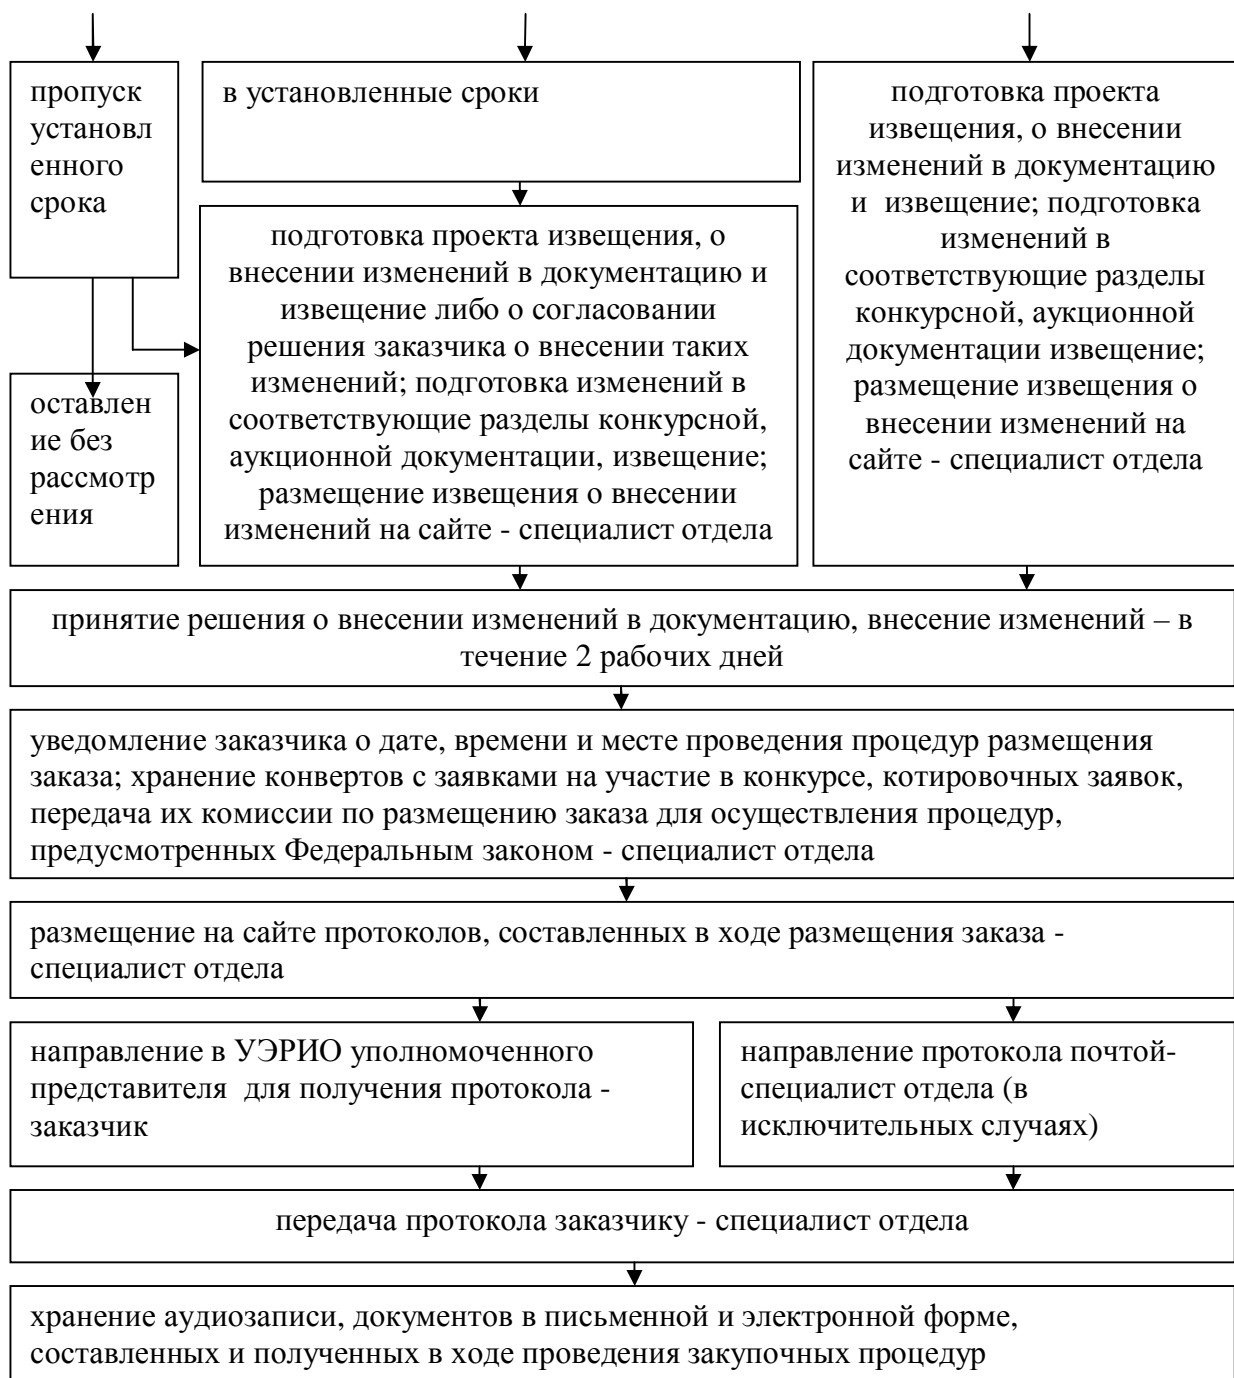 пропуск
установл
енного
срока
в установленные сроки
подготовка проекта
извещения, о внесении
изменений в документацию
и извещение; подготовка
изменений в
соответствующие разделы
конкурсной, аукционной
документации извещение;
размещение извещения о
внесении изменений на
сайте - специалист отдела
подготовка проекта извещения, о
внесении изменений в документацию и
извещение либо о согласовании
решения заказчика о внесении таких
изменений; подготовка изменений в
соответствующие разделы конкурсной,
аукционной документации, извещение;
размещение извещения о внесении
изменений на сайте - специалист отдела
оставлен
ие без
рассмотр
ения
принятие решения о внесении изменений в документацию, внесение изменений – в
течение 2 рабочих дней
уведомление заказчика о дате, времени и месте проведения процедур размещения
заказа; хранение конвертов с заявками на участие в конкурсе, котировочных заявок,
передача их комиссии по размещению заказа для осуществления процедур,
предусмотренных Федеральным законом - специалист отдела
размещение на сайте протоколов, составленных в ходе размещения заказа -
специалист отдела
направление в УЭРИО уполномоченного
представителя для получения протокола -
заказчик
направление протокола почтой-
специалист отдела (в
исключительных случаях)
передача протокола заказчику - специалист отдела
хранение аудиозаписи, документов в письменной и электронной форме,
составленных и полученных в ходе проведения закупочных процедур